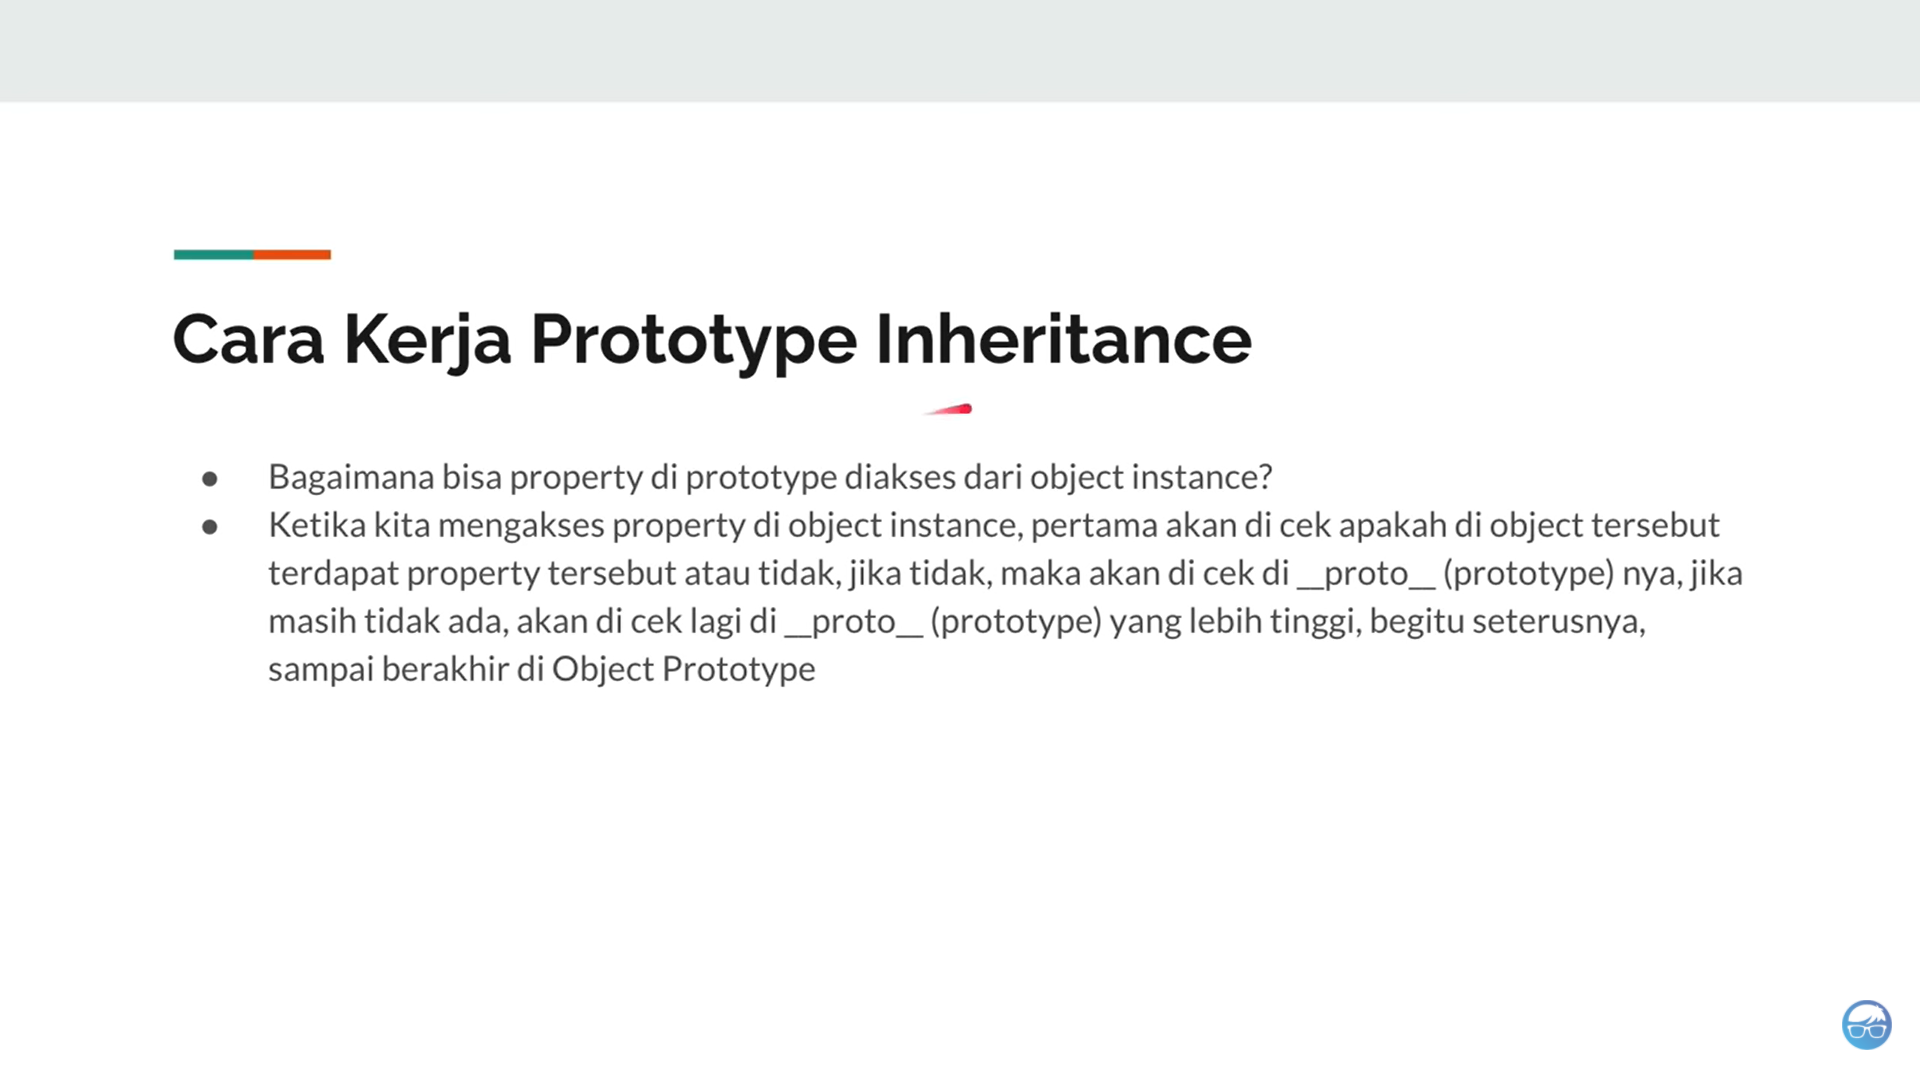 Cara Kerja Prototype Inheritance
● Bagaimana bisa property di prototype diakses dari object instance?
● Ketika kita mengakses property di object instance, pertama akan di cek apakah di object tersebut
terdapat property tersebut atau tidak, jika tidak, maka akan di cek di __proto__ (prototype) nya, jika
masih tidak ada, akan di cek lagi di __proto__ (prototype) yang lebih tinggi, begitu seterusnya,
sampai berakhir di Object Prototype